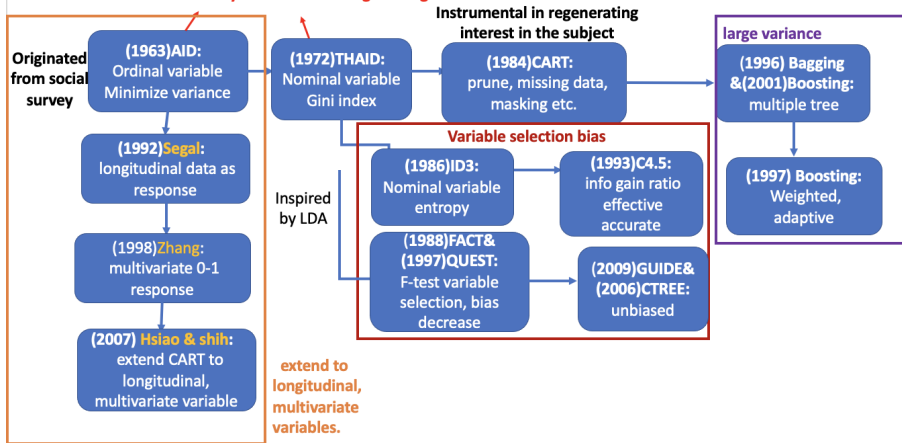 Instrumental in regenerating
interest in the subject
large variance
Originated
from social
survey
(1963)AID:
Ordinal variable
Minimize variance
(1972)THAID:
Nominal variable
Gini index
(1984)CART:
prune, missing data,
masking etc.
(1996) Bagging
&(2001)Boosting:
multiple tree
(1997) Boosting:
Weighted,
adaptive
Variable selection bias
(1992)Segal:
longitudinal data as
response
(1986)ID3:
Nominal variable
entropy
(1993)C4.5:
info gain ratio
effective
accurate
Inspired
by LDA
(1998)Zhang:
multivariate 0-1
response
(1988)FACT&
(1997)QUEST:
F-test variable
selection, bias
decrease
(2009)GUIDE&
(2006)CTREE:
unbiased
(2007) Hsiao & shih:
extend CART to
longitudinal,
multivariate variable
extend to
longitudinal,
multivariate
variables.